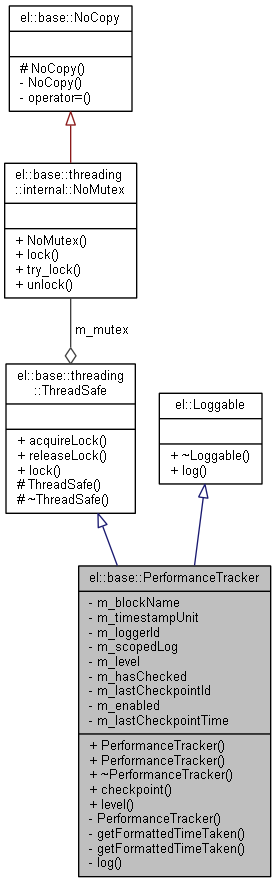 el::base::NoCopy
# NoCopy()
- NoCopy()
- operator=()
el::base::threading
::internal::NoMutex
+ NoMutex()
+ lock()
+ try_lock()
+ unlock()
m_mutex
el::base::threading
::ThreadSafe
+ acquireLock()
+ releaseLock()
+ lock()
# ThreadSafe()
# ~ThreadSafe()
el::Loggable
+ ~Loggable()
+ log()
el::base::PerformanceTracker
- m_blockName
- m_timestampUnit
- m_loggerId
- m_scopedLog
- m_level
- m_hasChecked
- m_lastCheckpointId
- m_enabled
- m_lastCheckpointTime
+ PerformanceTracker()
+ PerformanceTracker()
+ ~PerformanceTracker()
+ checkpoint()
+ level()
- PerformanceTracker()
- getFormattedTimeTaken()
- getFormattedTimeTaken()
- log()